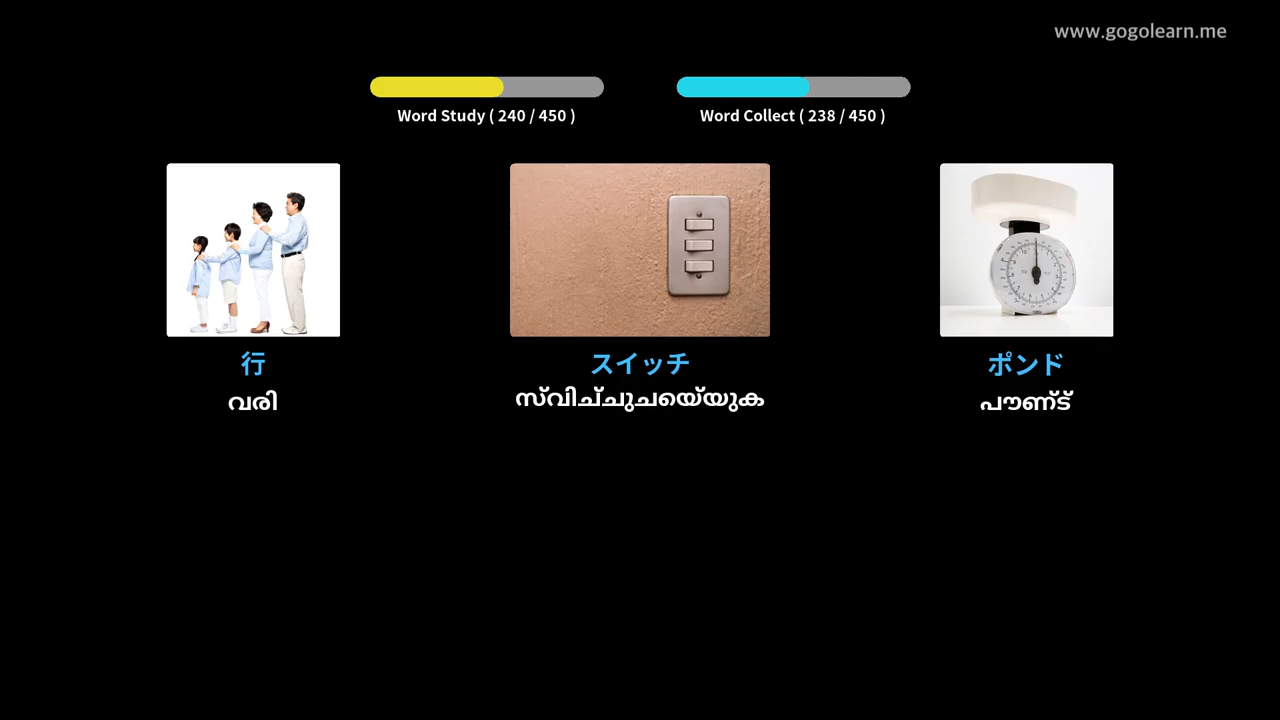 www.gogolearn.me
Word Study ( 240 / 450 )
Word Collect ( 238 / 450 )
行
スイッチ
ポンド
വരി
സ്വിച്ചുചയ്യെുക
പൗണ്ട്